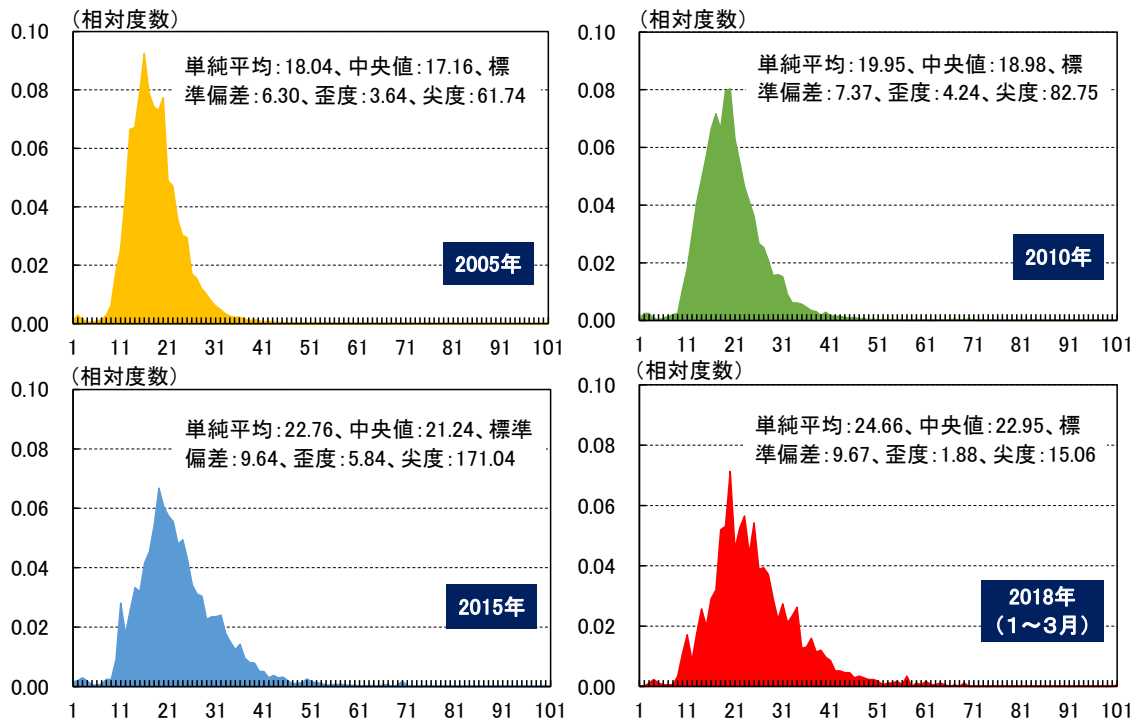 （相対度数）
0.10
0.08
0.06
0.04
0.02
0.00
単純平均：18.04、中央値：17.16、標
準偏差：6.30、歪度：3.64、尖度：61.74
2005年
1 11 21 31 41 51 61 71 81 91 101
（相対度数）
0.10
0.08
0.06
0.04
0.02
0.00
単純平均：19.95、中央値：18.98、標
準偏差：7.37、歪度：4.24、尖度：82.75
2010年
1 11 21 31 41 51 61 71 81 91 101
（相対度数）
0.10
0.08
0.06
0.04
0.02
0.00
単純平均：22.76、中央値：21.24、標準
偏差：9.64、歪度：5.84、尖度：171.04
2015年
1 11 21 31 41 51 61 71 81 91 101
（相対度数）
0.10
0.08
0.06
0.04
0.02
0.00
単純平均：24.66、中央値：22.95、標
準偏差：9.67、歪度：1.88、尖度：15.06
2018年
（１～３月）
1 11 21 31 41 51 61 71 81 91 101